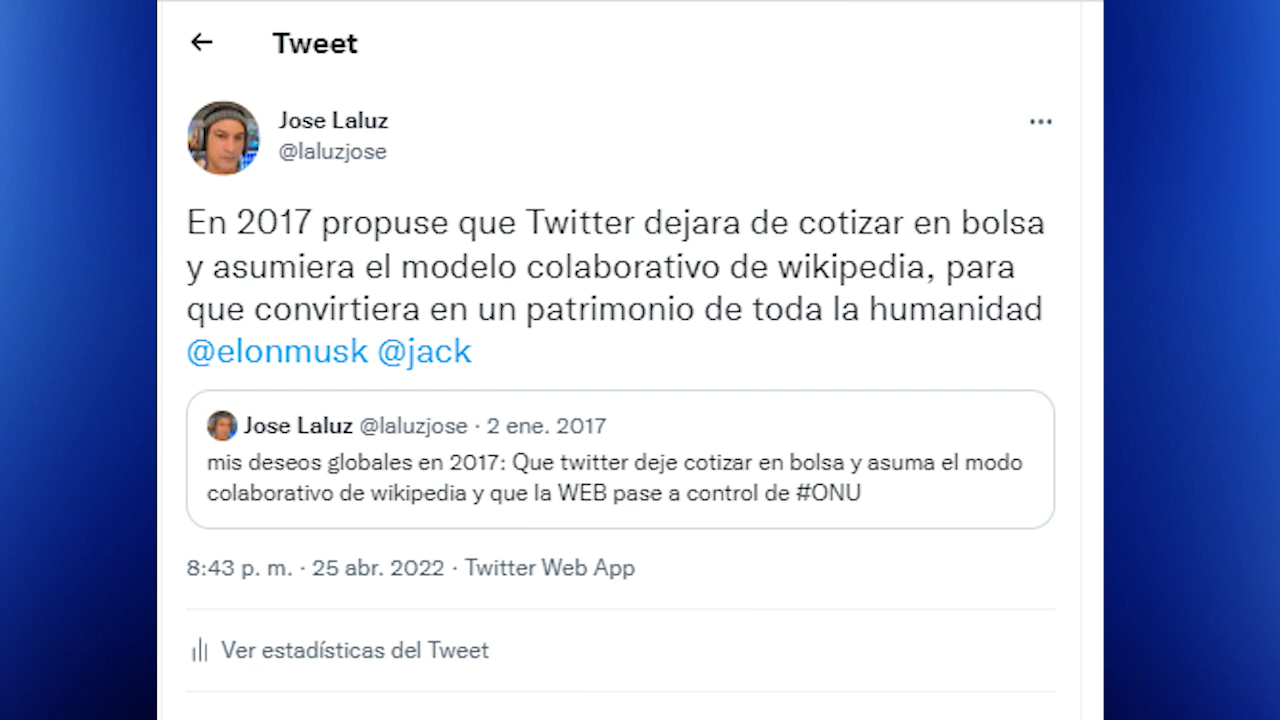 Tweet
Jose Laluz
@laluzjose
En 2017 propuse que Twitter dejara de cotizar en bolsa
y asumiera el modelo colaborativo de wikipedia, para
que convirtiera en un patrimonio de toda la humanidad
@elonmusk @jack
Jose Laluz @laluzjose · 2 ene. 2017
mis deseos globales en 2017: Que twitter deje cotizar en bolsa y asuma el modo
colaborativo de wikipedia y que la WEB pase a control de #ONU
8:43 p. m. · 25 abr. 2022 · Twitter Web App
Ver estadísticas del Tweet